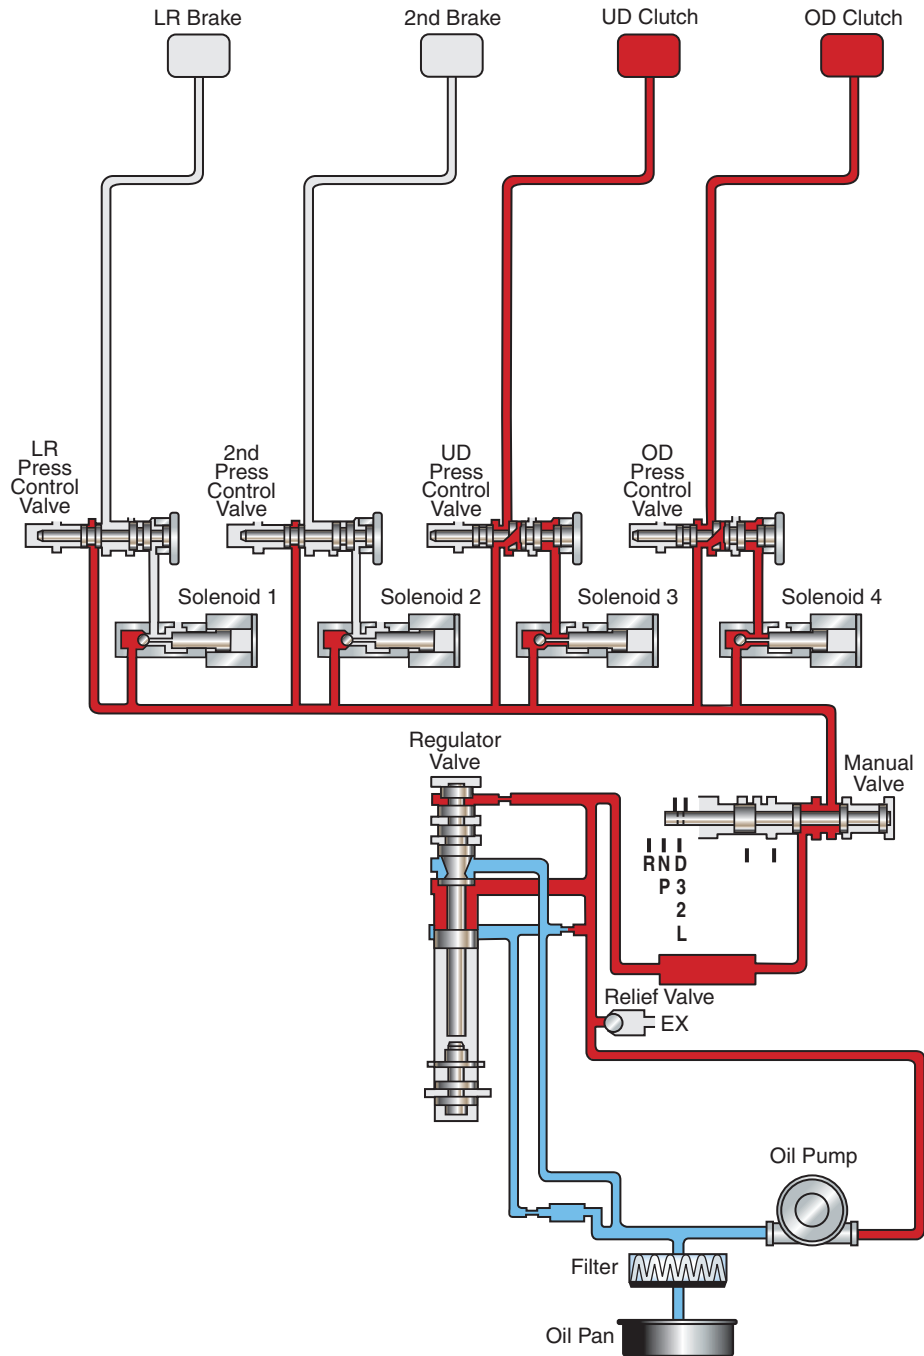 LR Brake
2nd Brake
UD Clutch
OD Clutch
LR
Press
Control
Valve
2nd
Press
Control
Valve
UD
Press
Control
Valve
OD
Press
Control
Valve
Solenoid 1
Solenoid 2
Solenoid 3
Solenoid 4
Regulator
Valve
Manual
Valve
R N D
P 3
2
L
Relief Valve
EX
Oil Pump
Filter
Oil Pan